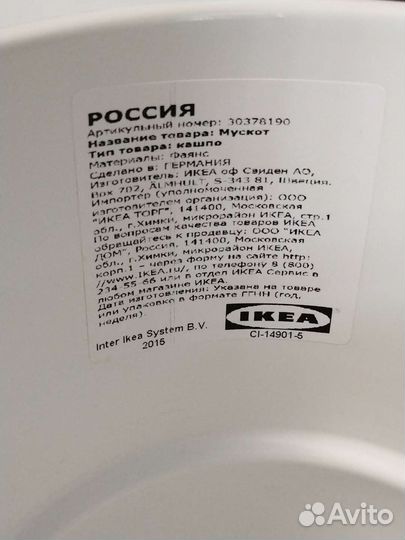 РОССИЯ
Артикульный номер: 30378190
Название товара: Мускот
Тип товара: кашпо
Материалы: Фаянс
Сделано в: ГЕРМАНИЯ
Изготовитель: ИКЕА оф Свиден АО,
Box 702, ÄLMHULT, S-343 81, Швеция.
Импортер (уполномоченная
изготовителем организация): ООО
"ИКЕА ТОРГ", 141400, Московская
обл., г.Химки, микрорайон ИКЕА, стр.1
По вопросам качества товаров ИКЕА
обращайтесь к продавцу: ООО "ИКЕА
ДОМ", Россия, 141400, Московская
обл., г.Химки, микрорайон ИКЕА,
корп.1 - через форму на сайте http:
//www.IKEA.ru/, по телефону 8 (800)
234 55 66 или в отдел ИКЕА Сервис в
любом магазине ИКЕА.
Дата изготовления: Указана на товаре
или упаковке в формате ГГНН (год,
неделя).
IKEA
Inter Ikea System B.V.
2015
CI-14901-5
Avito